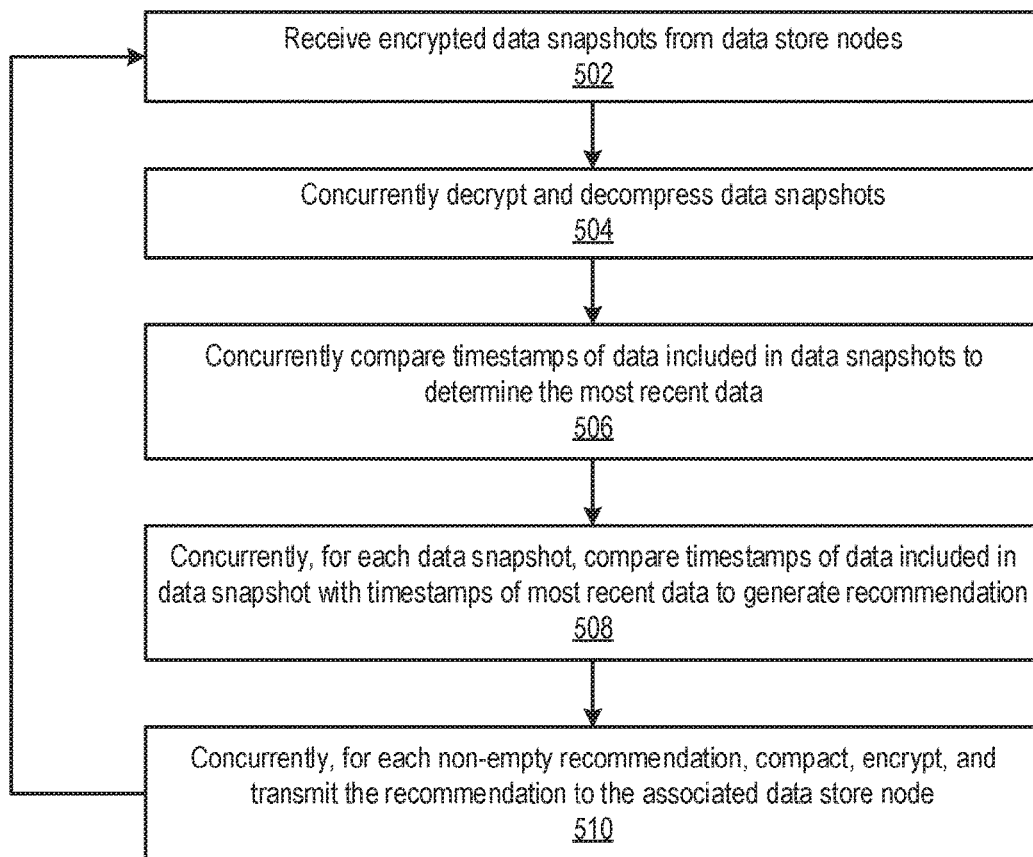 Receive encrypted data snapshots from data store nodes
502
Concurrently decrypt and decompress data snapshots
504
Concurrently compare timestamps of data included in data snapshots to
determine the most recent data
506
Concurrently, for each data snapshot, compare timestamps of data included in
data snapshot with timestamps of most recent data to generate recommendation
508
Concurrently, for each non-empty recommendation, compact, encrypt, and
transmit the recommendation to the associated data store node
510